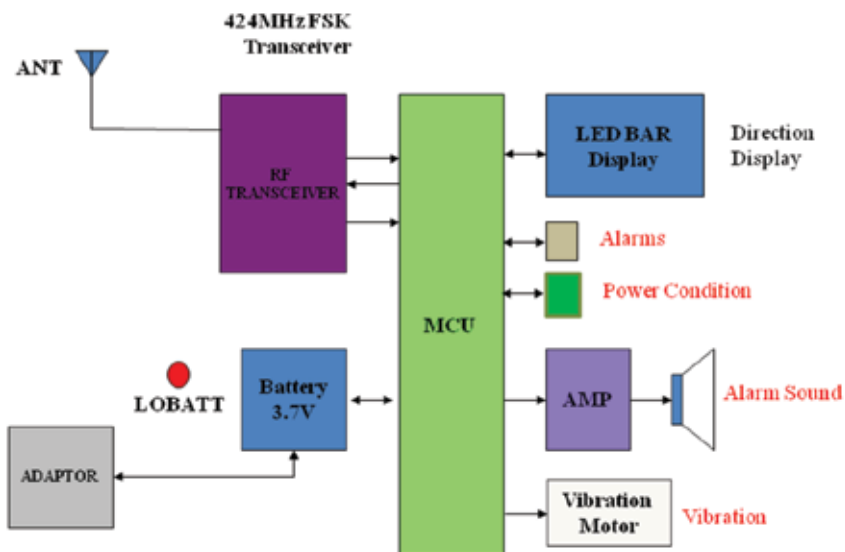 424MHz FSK
Transceiver
ANT
RF
TRANSCEIVER
MCU
LED BAR
Display
Direction
Display
Alarms
Power Condition
LOBATT
Battery
3.7V
AMP
Alarm Sound
ADAPTOR
Vibration
Motor
Vibration